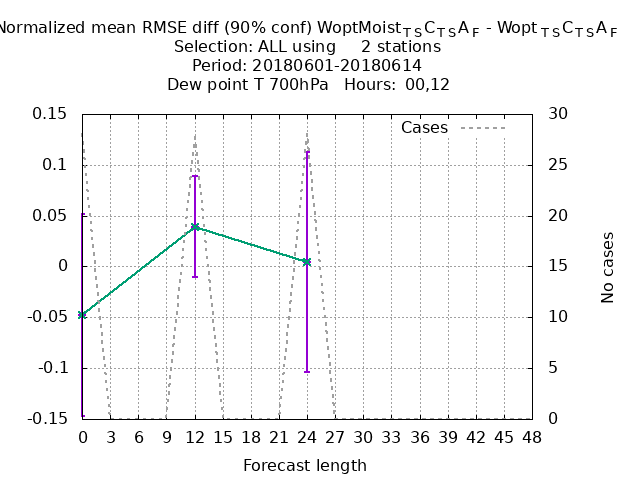 Normalized mean RMSE diff (90% conf) WoptMoistTSCTSAF - WoptTSCTSAF
Selection: ALL using 2 stations
Period: 20180601-20180614
Dew point T 700hPa Hours: 00,12
Cases
0.15
0.1
0.05
0
-0.05
-0.1
-0.15
30
25
20
15
10
5
0
No cases
0 3 6 9 12 15 18 21 24 27 30 33 36 39 42 45 48
Forecast length